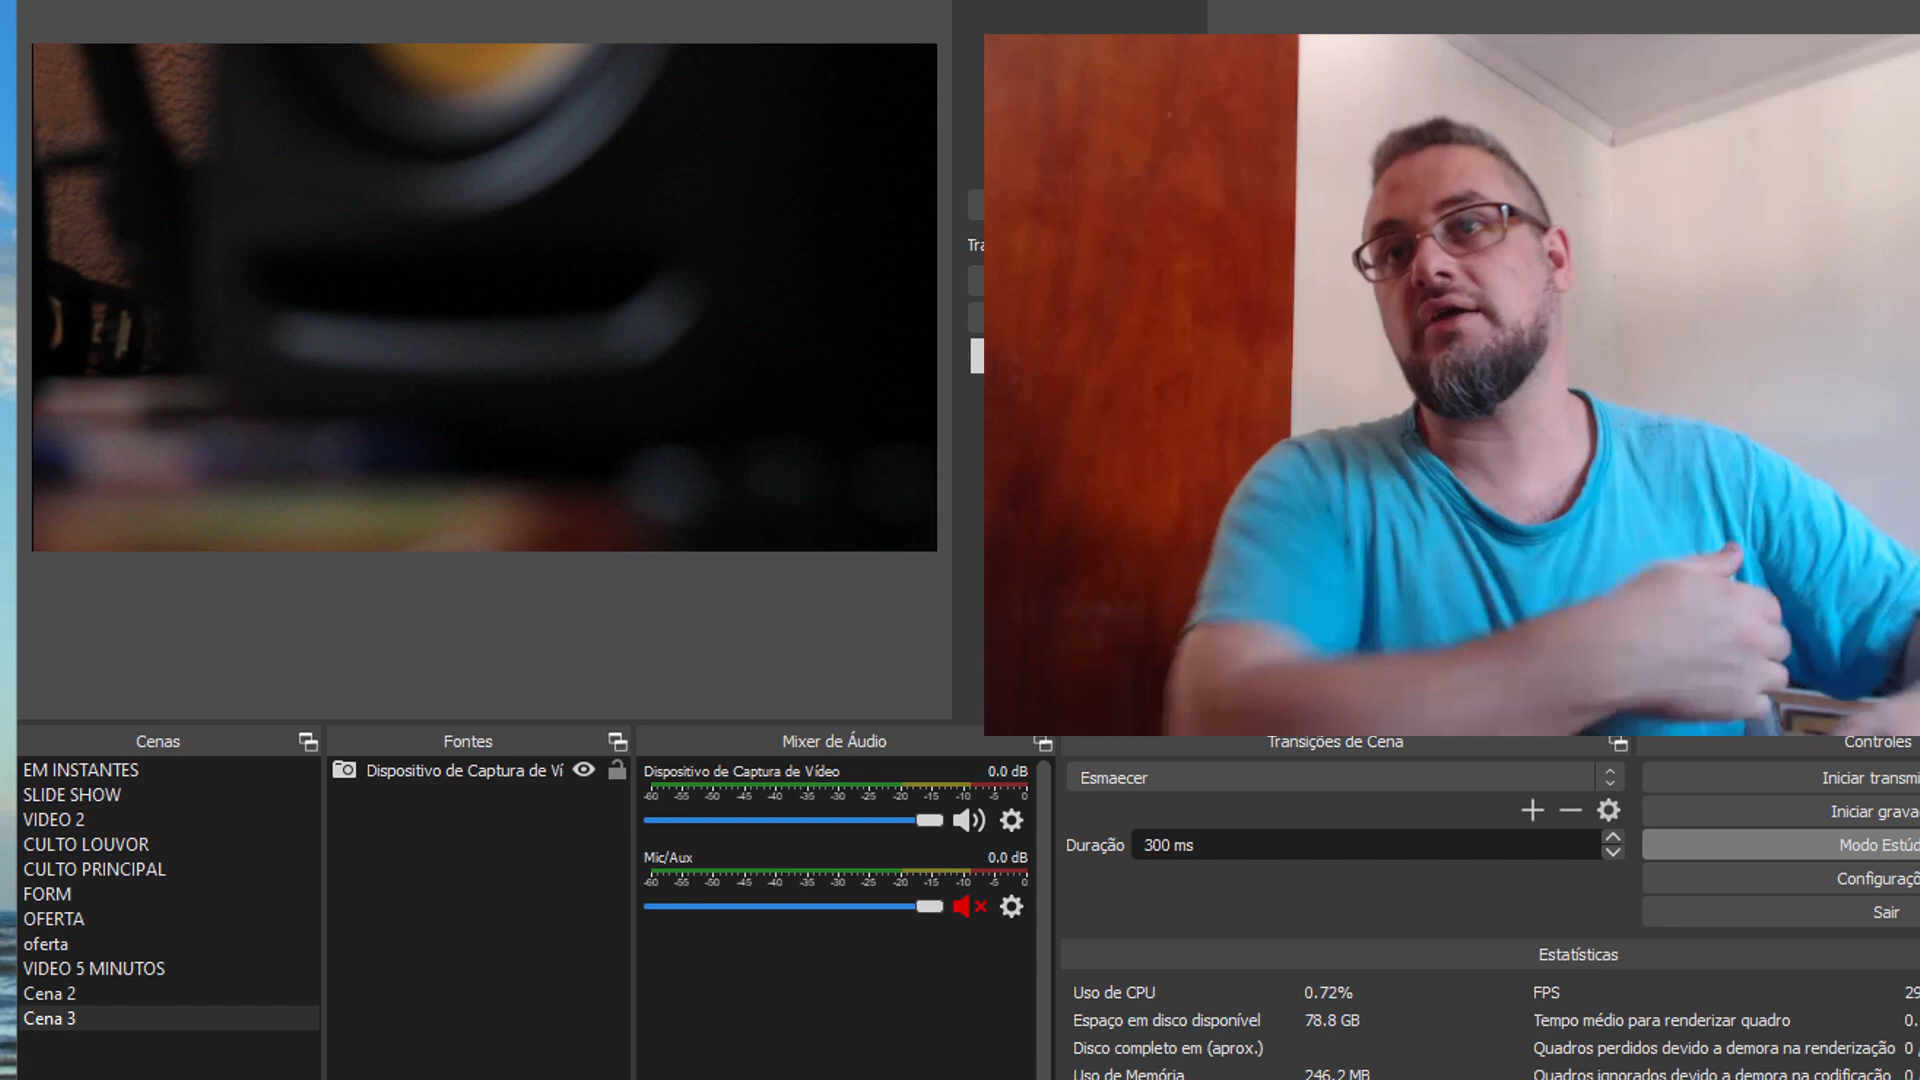 Tra
Cenas
EM INSTANTES
SLIDE SHOW
VIDEO 2
CULTO LOUVOR
CULTO PRINCIPAL
FORM
OFERTA
oferta
VIDEO 5 MINUTOS
Cena 2
Cena 3
Fontes
Dispositivo de Captura de Ví
Mixer de Áudio
Dispositivo de Captura de Vídeo 0.0 dB
-60 -55 -50 -45 -40 -35 -30 -25 -20 -15 -10 -5 0
Mic/Aux 0.0 dB
-60 -55 -50 -45 -40 -35 -30 -25 -20 -15 -10 -5 0
Transições de Cena
Esmaecer
Duração 300 ms
Controles
Iniciar transmi
Iniciar grava
Modo Estúd
Configuraçõ
Sair
Estatísticas
Uso de CPU 0.72% FPS 29
Espaço em disco disponível 78.8 GB Tempo médio para renderizar quadro 0.
Disco completo em (aprox.) Quadros perdidos devido a demora na renderização 0 /
Uso de Memória 246.2 MB Quadros ignorados devido a demora na codificação 0